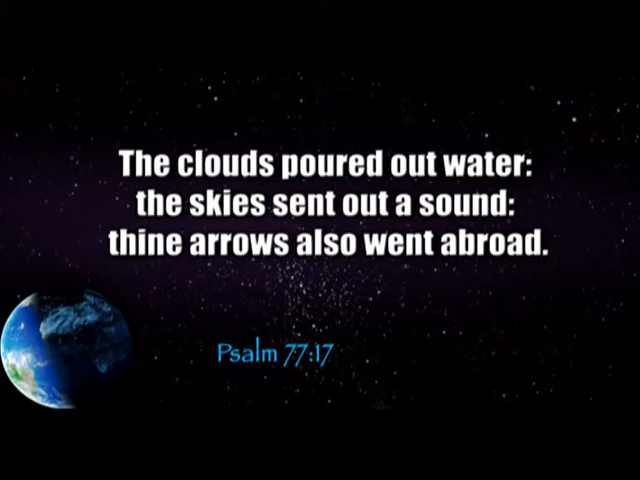 The clouds poured out water:
the skies sent out a sound:
thine arrows also went abroad.
Psalm 77:17